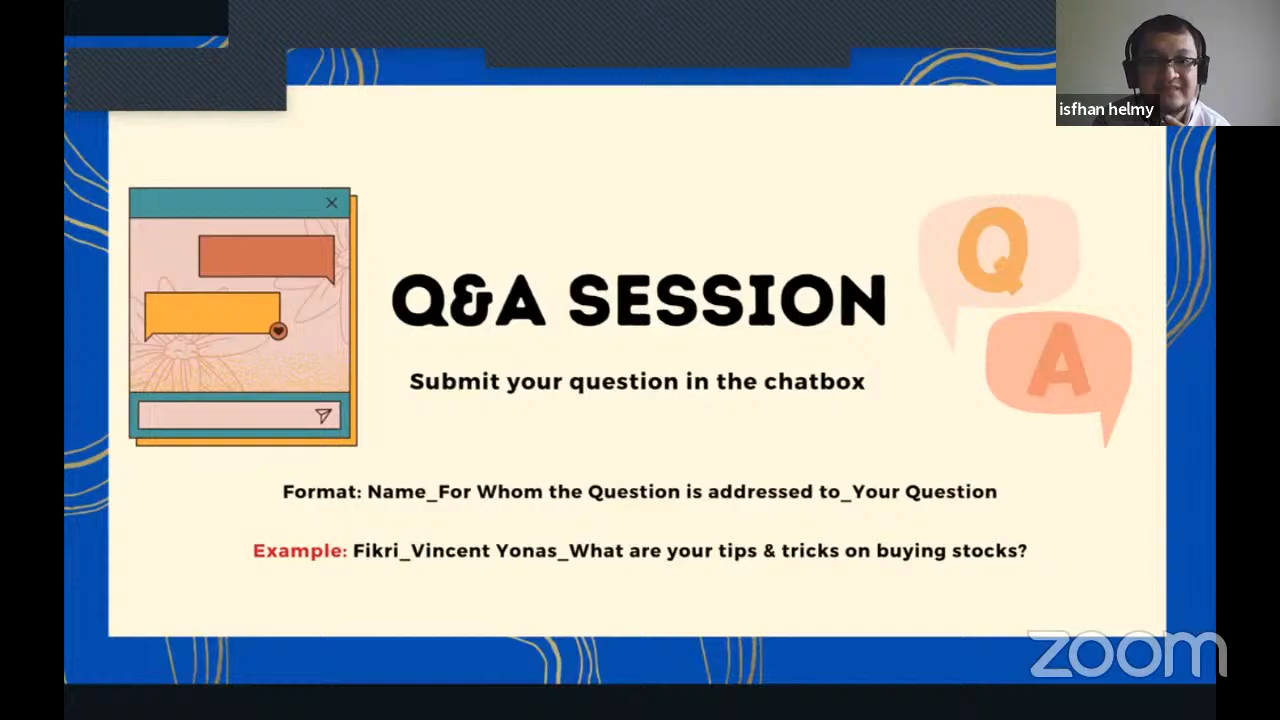 isfhan helmy
Q
A
Q&A SESSION
Submit your question in the chatbox
Format: Name_For Whom the Question is addressed to_Your Question
Example: Fikri_Vincent Yonas_What are your tips & tricks on buying stocks?
zoom